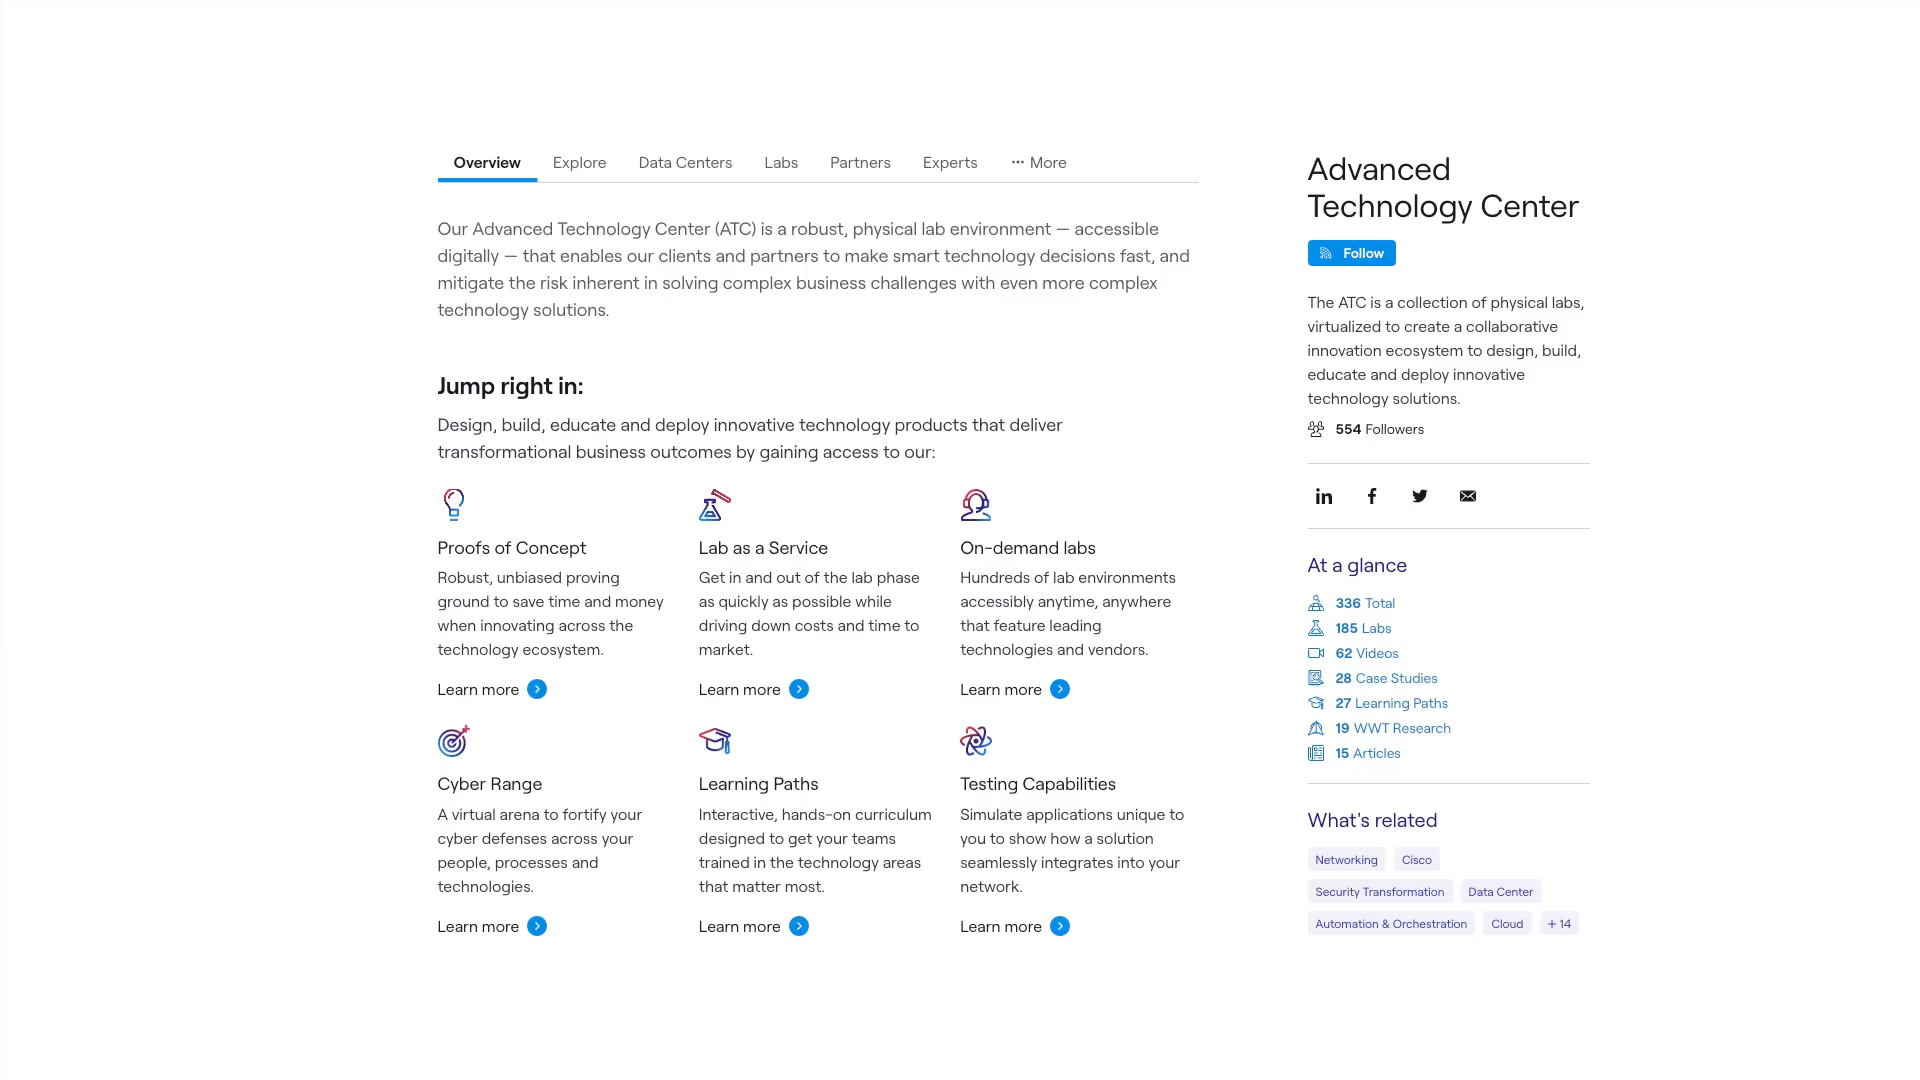 Overview Explore Data Centers Labs Partners Experts ··· More
Our Advanced Technology Center (ATC) is a robust, physical lab environment — accessible
digitally — that enables our clients and partners to make smart technology decisions fast, and
mitigate the risk inherent in solving complex business challenges with even more complex
technology solutions.
Jump right in:
Design, build, educate and deploy innovative technology products that deliver
transformational business outcomes by gaining access to our:
Proofs of Concept
Robust, unbiased proving
ground to save time and money
when innovating across the
technology ecosystem.
Learn more
Lab as a Service
Get in and out of the lab phase
as quickly as possible while
driving down costs and time to
market.
Learn more
On-demand labs
Hundreds of lab environments
accessibly anytime, anywhere
that feature leading
technologies and vendors.
Learn more
Cyber Range
A virtual arena to fortify your
cyber defenses across your
people, processes and
technologies.
Learn more
Learning Paths
Interactive, hands-on curriculum
designed to get your teams
trained in the technology areas
that matter most.
Learn more
Testing Capabilities
Simulate applications unique to
you to show how a solution
seamlessly integrates into your
network.
Learn more
Advanced
Technology Center
Follow
The ATC is a collection of physical labs,
virtualized to create a collaborative
innovation ecosystem to design, build,
educate and deploy innovative
technology solutions.
554 Followers
At a glance
336 Total
185 Labs
62 Videos
28 Case Studies
27 Learning Paths
19 WWT Research
15 Articles
What's related
Networking Cisco
Security Transformation Data Center
Automation & Orchestration Cloud + 14